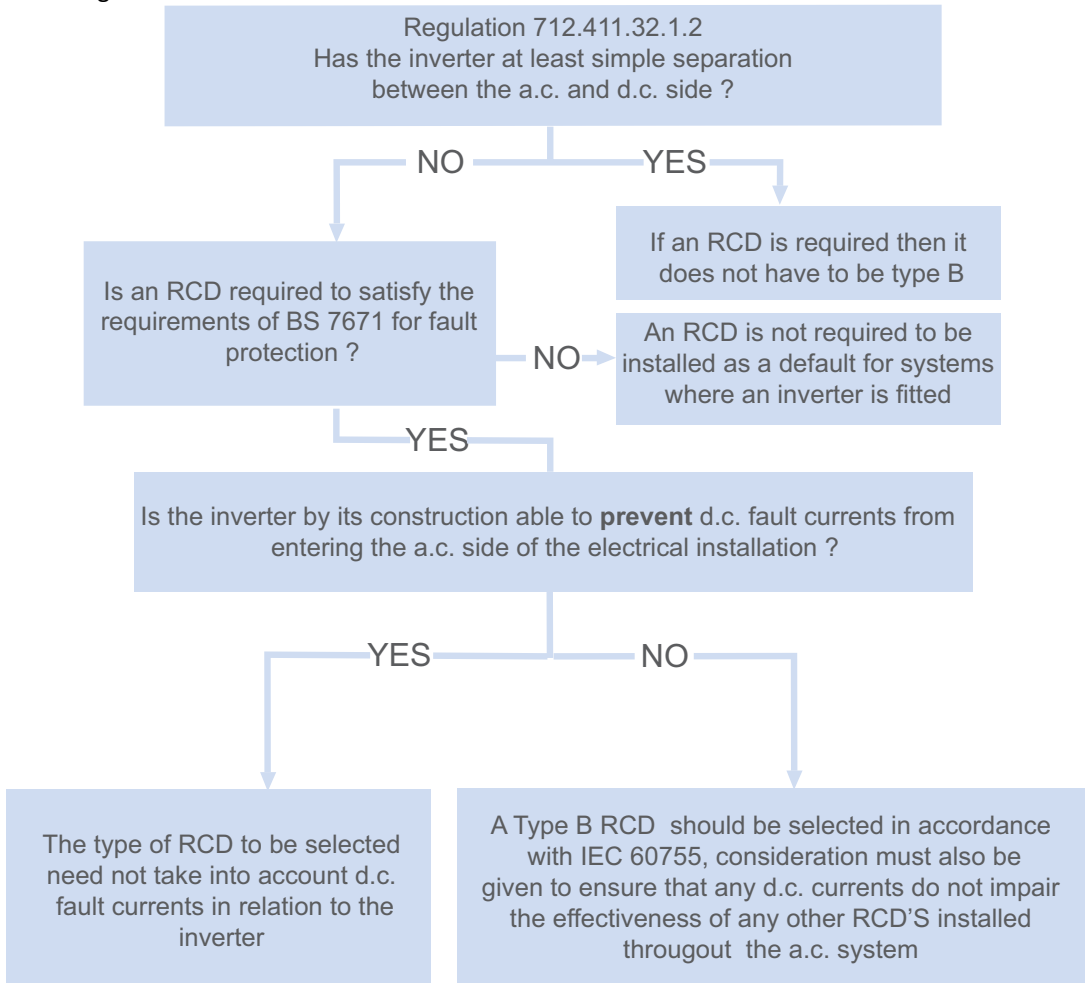 Regulation 712.411.32.1.2
Has the inverter at least simple separation
between the a.c. and d.c. side ?
NO
YES
If an RCD is required then it
does not have to be type B
Is an RCD required to satisfy the
requirements of BS 7671 for fault
protection ?
NO
An RCD is not required to be
installed as a default for systems
where an inverter is fitted
YES
Is the inverter by its construction able to prevent d.c. fault currents from
entering the a.c. side of the electrical installation ?
YES
NO
The type of RCD to be selected
need not take into account d.c.
fault currents in relation to the
inverter
A Type B RCD should be selected in accordance
with IEC 60755, consideration must also be
given to ensure that any d.c. currents do not impair
the effectiveness of any other RCD'S installed
througout the a.c. system